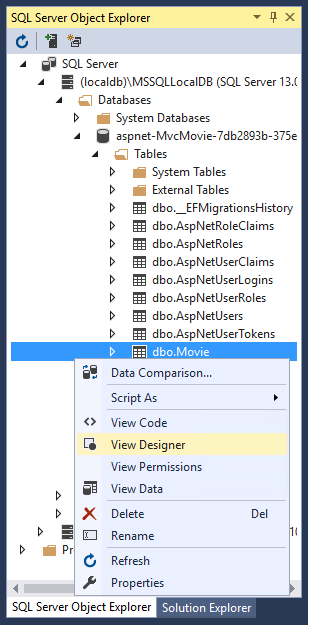 SQL Server Object Explorer
SQL Server
(localdb)\MSSQLLocalDB (SQL Server 13.0
Databases
System Databases
aspnet-MvcMovie-7db2893b-375e
Tables
System Tables
External Tables
dbo.__EFMigrationsHistory
dbo.AspNetRoleClaims
dbo.AspNetRoles
dbo.AspNetUserClaims
dbo.AspNetUserLogins
dbo.AspNetUserRoles
dbo.AspNetUsers
dbo.AspNetUserTokens
dbo.Movie
Data Comparison...
Script As
View Code
View Designer
View Permissions
View Data
Delete Del
Rename
Refresh
Properties
SQL Server Object Explorer Solution Explorer